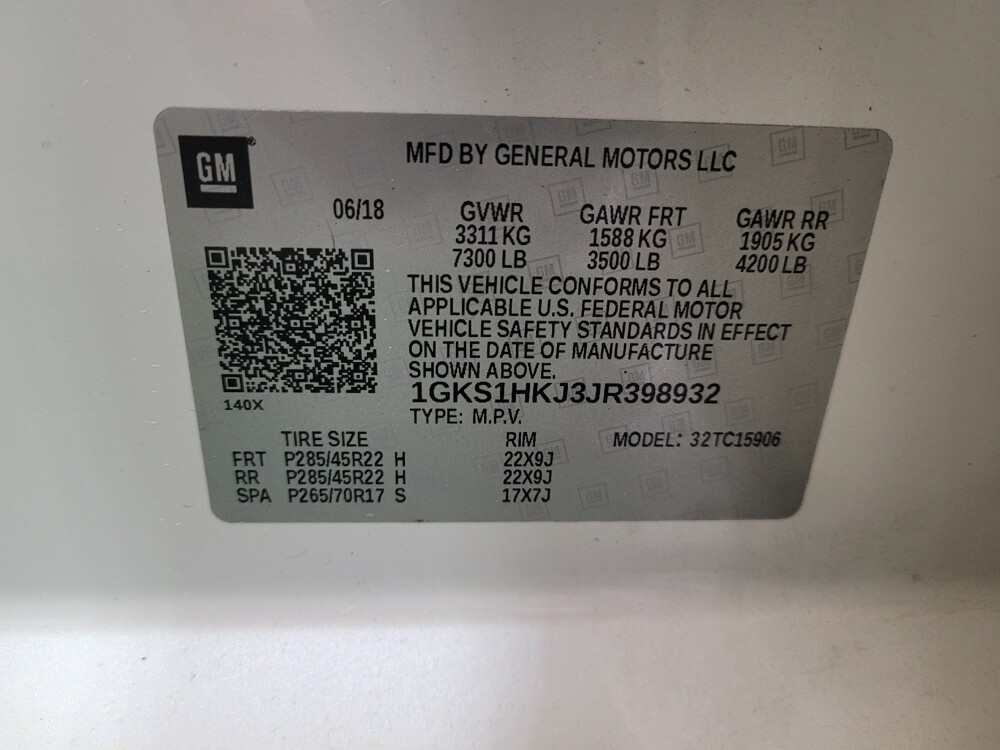 GM
MFD BY GENERAL MOTORS LLC
06/18 GVWR GAWR FRT GAWR RR
3311 KG 1588 KG 1905 KG
7300 LB 3500 LB 4200 LB
THIS VEHICLE CONFORMS TO ALL
APPLICABLE U.S. FEDERAL MOTOR
VEHICLE SAFETY STANDARDS IN EFFECT
ON THE DATE OF MANUFACTURE
SHOWN ABOVE.
1GKS1HKJ3JR398932
140X
TYPE: M.P.V.
TIRE SIZE RIM MODEL: 32TC15906
FRT P285/45R22 H 22X9J
RR P285/45R22 H 22X9J
SPA P265/70R17 S 17X7J